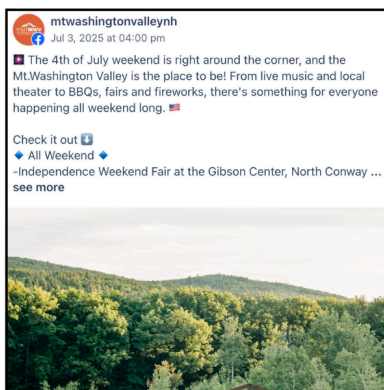 mtwashingtonvalleynh
Jul 3, 2025 at 04:00 pm
🎆 The 4th of July weekend is right around the corner, and the
Mt.Washington Valley is the place to be! From live music and local
theater to BBQs, fairs and fireworks, there's something for everyone
happening all weekend long. 🇺🇸
Check it out ⬇️
🔹 All Weekend 🔹
-Independence Weekend Fair at the Gibson Center, North Conway ...
see more